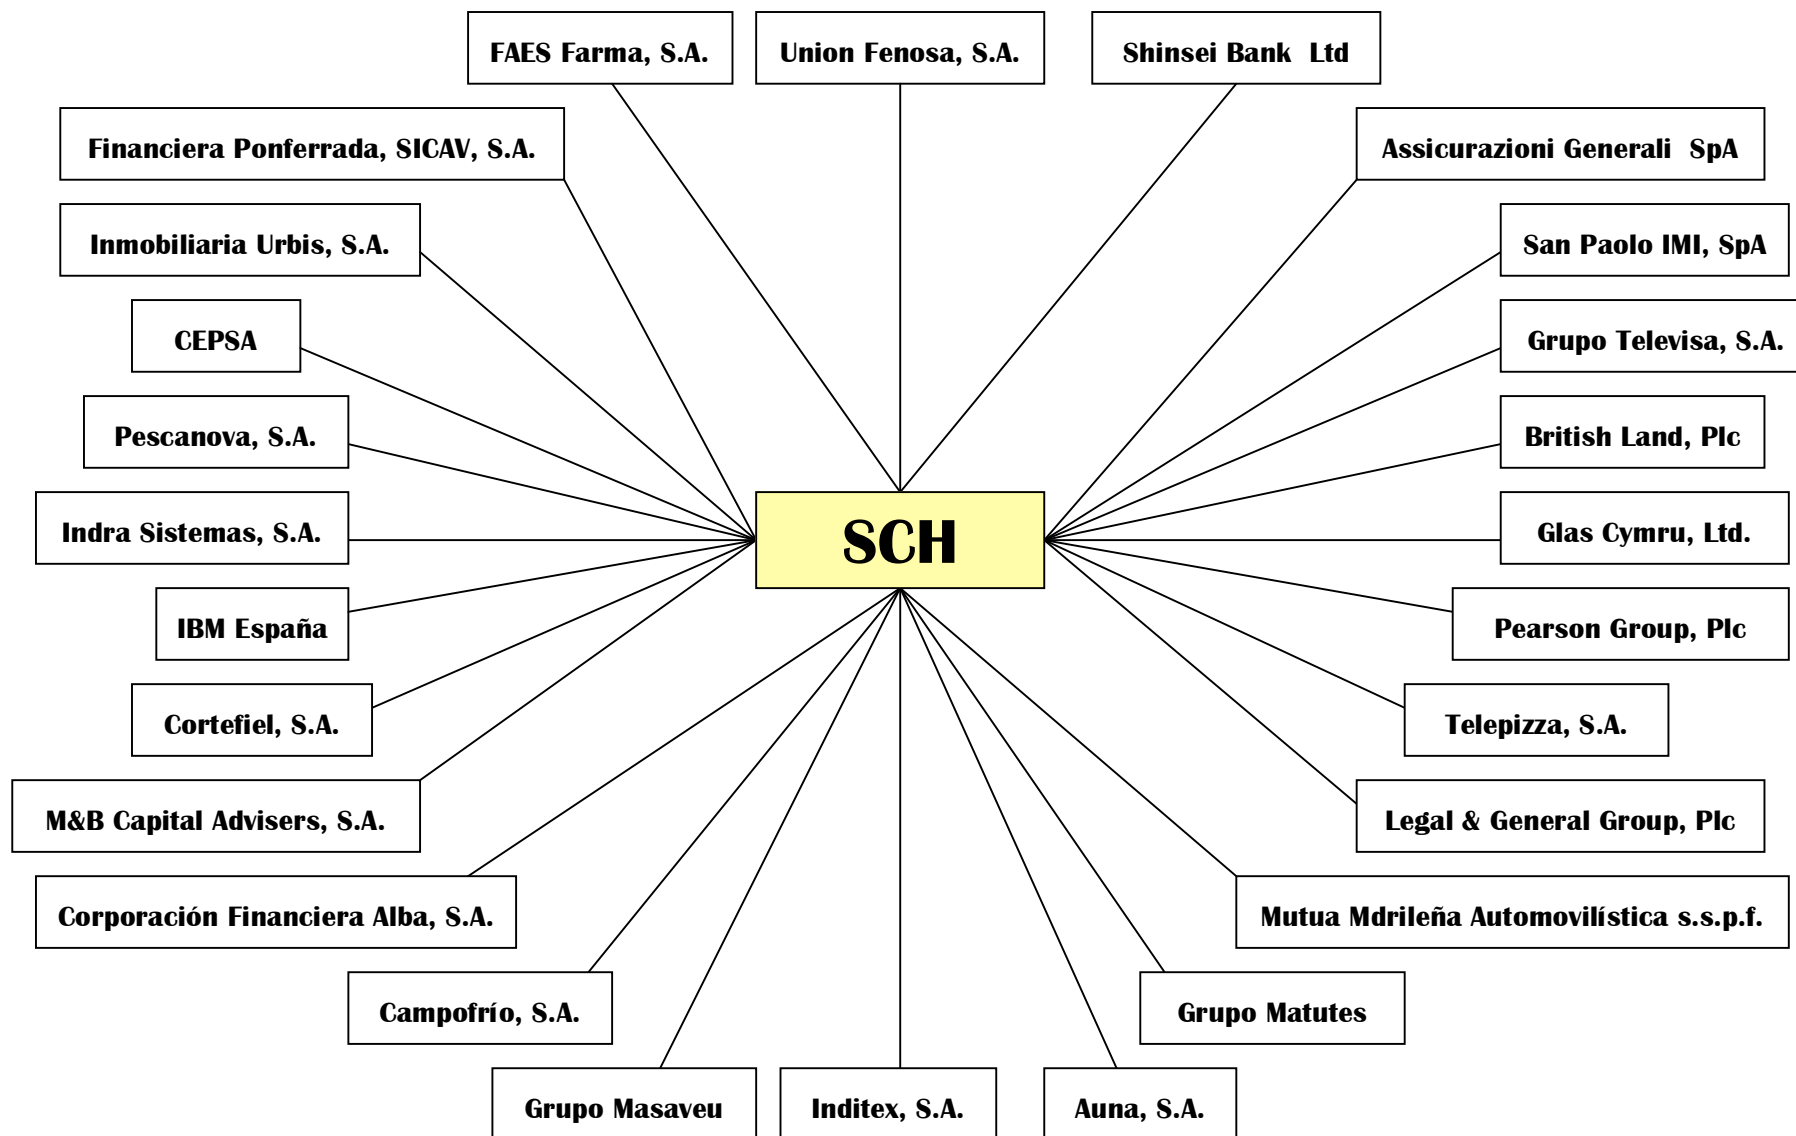 FAES Farma, S.A.
Union Fenosa, S.A.
Shinsei Bank  Ltd
Financiera Ponferrada, SICAV, S.A.
Assicurazioni Generali  SpA
Inmobiliaria Urbis, S.A.
San Paolo IMI, SpA
CEPSA
Grupo Televisa, S.A.
Pescanova, S.A.
British Land, Plc
Indra Sistemas, S.A.
SCH
Glas Cymru, Ltd.
IBM España
Pearson Group, Plc
Cortefiel, S.A.
Telepizza, S.A.
M&B Capital Advisers, S.A.
Legal & General Group, Plc
Corporación Financiera Alba, S.A.
Mutua Mdrileña Automovilística s.s.p.f.
Campofrío, S.A.
Grupo Matutes
Grupo Masaveu
Inditex, S.A.
Auna, S.A.